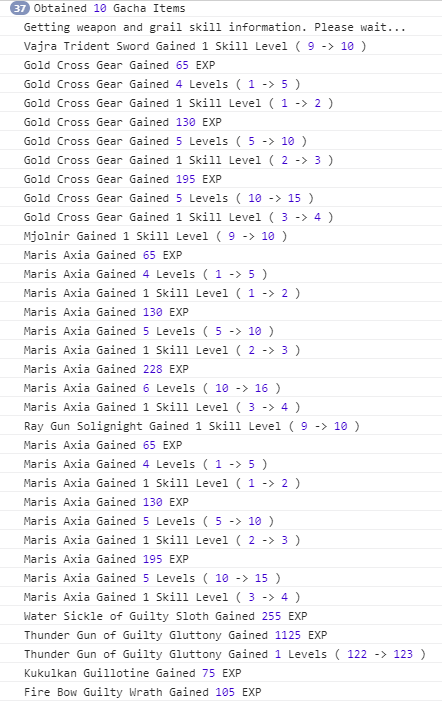 37 Obtained 10 Gacha Items
Getting weapon and grail skill information. Please wait...
Vajra Trident Sword Gained 1 Skill Level ( 9 -> 10 )
Gold Cross Gear Gained 65 EXP
Gold Cross Gear Gained 4 Levels ( 1 -> 5 )
Gold Cross Gear Gained 1 Skill Level ( 1 -> 2 )
Gold Cross Gear Gained 130 EXP
Gold Cross Gear Gained 5 Levels ( 5 -> 10 )
Gold Cross Gear Gained 1 Skill Level ( 2 -> 3 )
Gold Cross Gear Gained 195 EXP
Gold Cross Gear Gained 5 Levels ( 10 -> 15 )
Gold Cross Gear Gained 1 Skill Level ( 3 -> 4 )
Mjolnir Gained 1 Skill Level ( 9 -> 10 )
Maris Axia Gained 65 EXP
Maris Axia Gained 4 Levels ( 1 -> 5 )
Maris Axia Gained 1 Skill Level ( 1 -> 2 )
Maris Axia Gained 130 EXP
Maris Axia Gained 5 Levels ( 5 -> 10 )
Maris Axia Gained 1 Skill Level ( 2 -> 3 )
Maris Axia Gained 228 EXP
Maris Axia Gained 6 Levels ( 10 -> 16 )
Maris Axia Gained 1 Skill Level ( 3 -> 4 )
Ray Gun Solignight Gained 1 Skill Level ( 9 -> 10 )
Maris Axia Gained 65 EXP
Maris Axia Gained 4 Levels ( 1 -> 5 )
Maris Axia Gained 1 Skill Level ( 1 -> 2 )
Maris Axia Gained 130 EXP
Maris Axia Gained 5 Levels ( 5 -> 10 )
Maris Axia Gained 1 Skill Level ( 2 -> 3 )
Maris Axia Gained 195 EXP
Maris Axia Gained 5 Levels ( 10 -> 15 )
Maris Axia Gained 1 Skill Level ( 3 -> 4 )
Water Sickle of Guilty Sloth Gained 255 EXP
Thunder Gun of Guilty Gluttony Gained 1125 EXP
Thunder Gun of Guilty Gluttony Gained 1 Levels ( 122 -> 123 )
Kukulkan Guillotine Gained 75 EXP
Fire Bow Guilty Wrath Gained 105 EXP